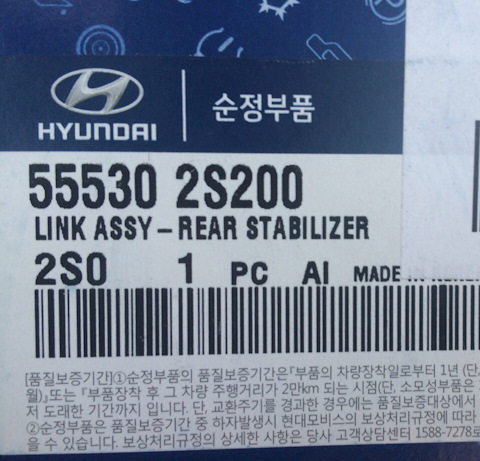 HYUNDAI 순정부품
55530 2S200
LINK ASSY-REAR STABILIZER
2S0 1 PC AI MADE IN
[품질보증기간]①순정부품의 품질보증기간은『부품의 차량장착일로부터 1년 (단,
월)』또는 『부품장착 후 그 차량 주행거리가 2만km 되는 시점(단, 소모성부품은
저 도래한 기간까지 입니다. 단, 교환주기를 경과한 경우에는 품질보증대상에서
②순정부품은 품질보증기간 중 하자발생시 현대모비스의 보상처리규정에 따라
을 수 있습니다. 보상처리규정의 상세한 사항은 당사 고객상담센터 1588-7278로